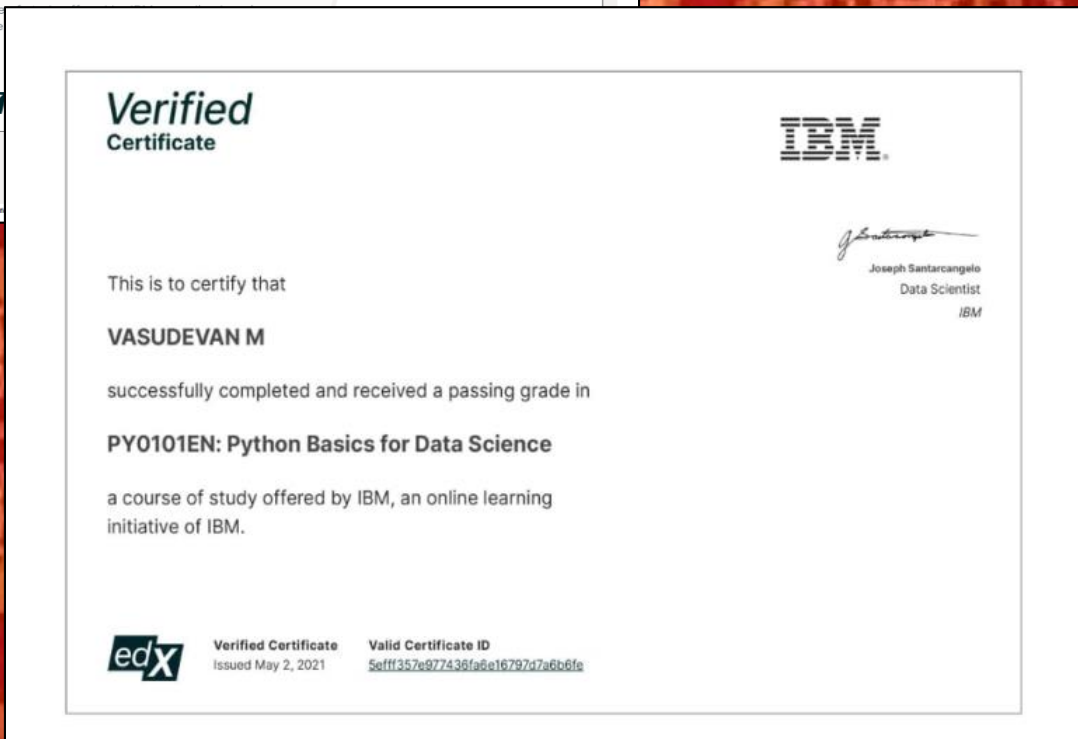 Verified
Certificate
IBM
Joseph Santarcangelo
Data Scientist
IBM
This is to certify that
VASUDEVAN M
successfully completed and received a passing grade in
PY0101EN: Python Basics for Data Science
a course of study offered by IBM, an online learning
initiative of IBM.
edX
Verified Certificate
Issued May 2, 2021
Valid Certificate ID
5efff357e977436fa6e16797d7a6b6fe